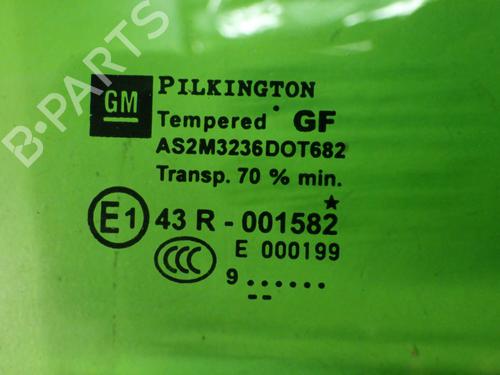 B-PARTS
GM
PILKINGTON
Tempered GF
AS2M3236DOT682
Transp. 70 % min.
E1 43 R - 001582
CCC E 000199
9 ......
--